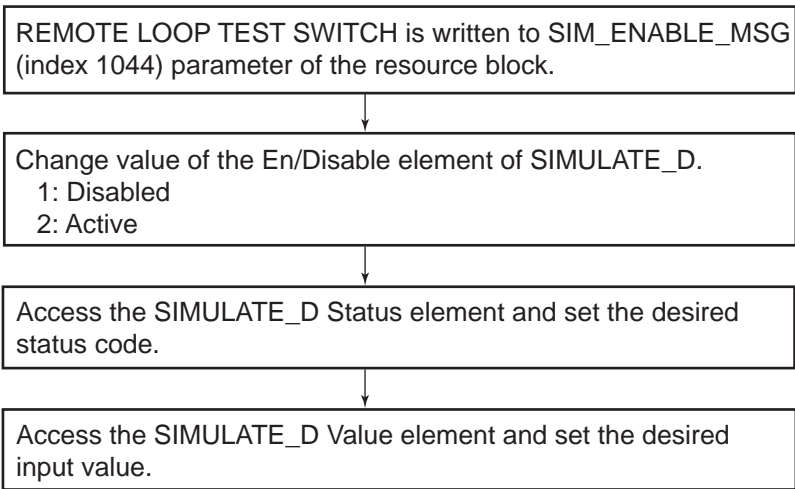 REMOTE LOOP TEST SWITCH is written to SIM_ENABLE_MSG
(index 1044) parameter of the resource block.
Change value of the En/Disable element of SIMULATE_D.
1: Disabled
2: Active
Access the SIMULATE_D Status element and set the desired
status code.
Access the SIMULATE_D Value element and set the desired
input value.